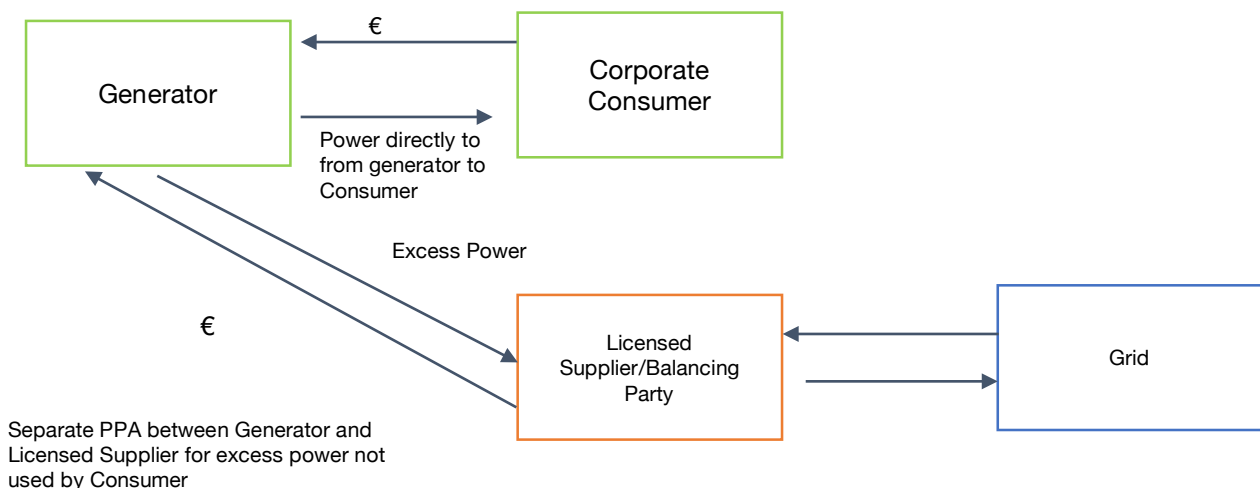 €
Generator
Corporate
Consumer
Power directly to
from generator to
Consumer
Excess Power
€
Licensed
Supplier/Balancing
Party
Grid
Separate PPA between Generator and
Licensed Supplier for excess power not
used by Consumer